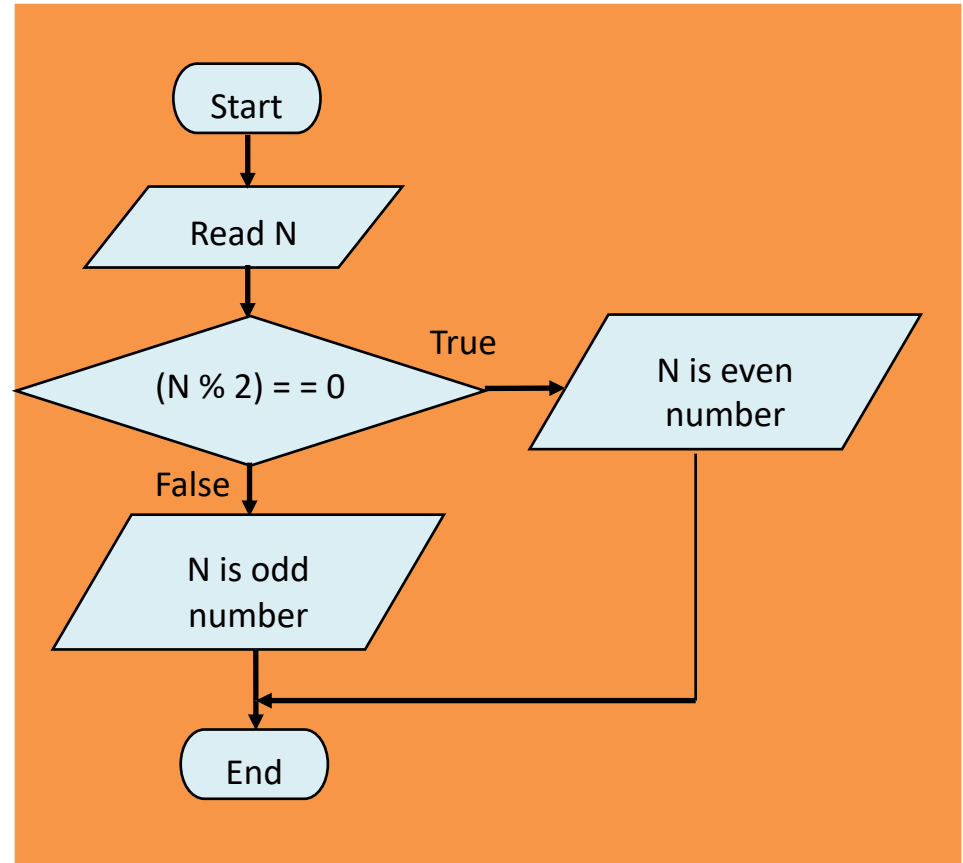 Start
Read N
True
(N % 2) = = 0
N is even
number
False
N is odd
number
End